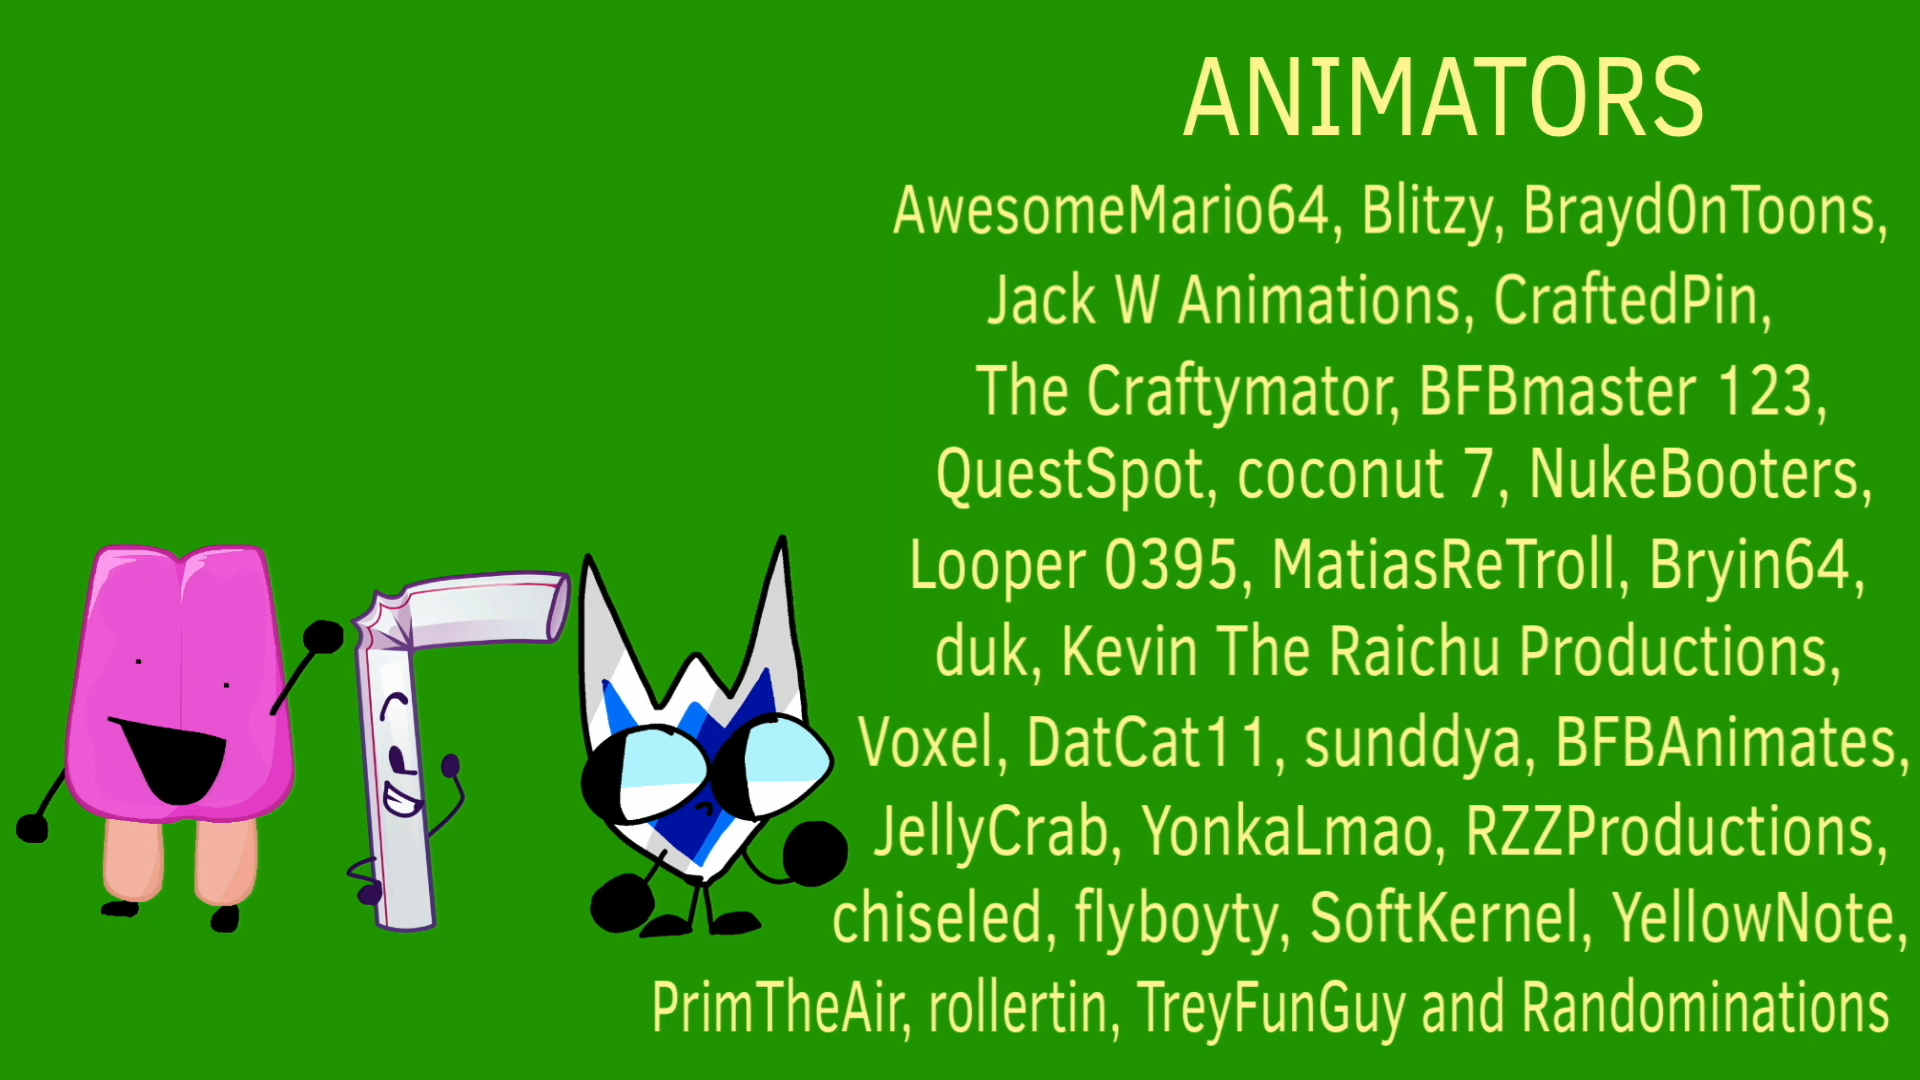 ANIMATORS
AwesomeMario64, Blitzy, Brayd0nToons,
Jack W Animations, CraftedPin,
The Craftymator, BFBmaster 123,
QuestSpot, coconut 7, NukeBooters,
Looper 0395, MatiasReTroll, Bryin64,
duk, Kevin The Raichu Productions,
Voxel, DatCat11, sunddya, BFBAnimates,
JellyCrab, YonkaLmao, RZZProductions,
chiseled, flyboyty, SoftKernel, YellowNote,
PrimTheAir, rollertin, TreyFunGuy and Randominations